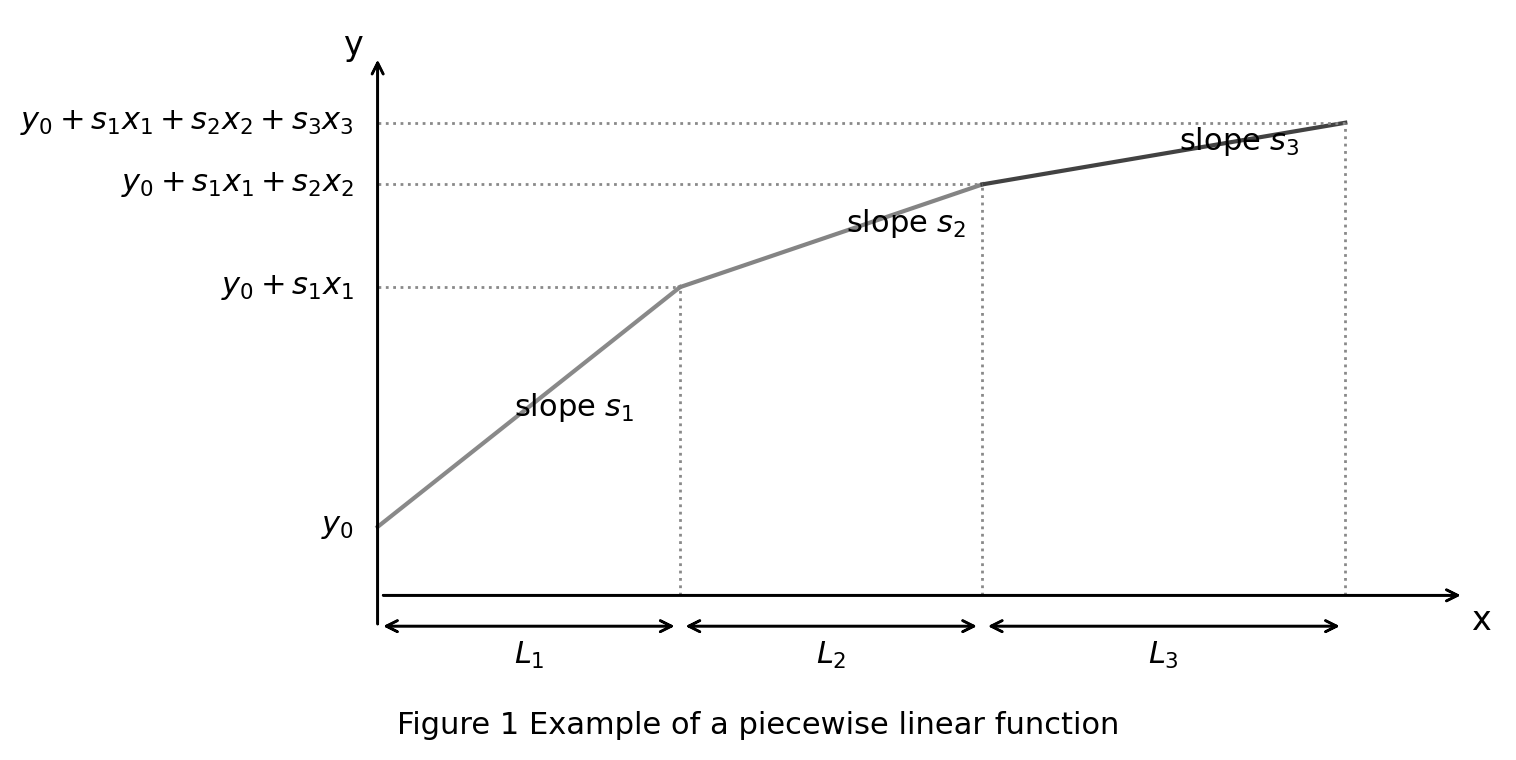 y
y₀ + s₁x₁ + s₂x₂ + s₃x₃
slope s₃
y₀ + s₁x₁ + s₂x₂
slope s₂
y₀ + s₁x₁
slope s₁
y₀
x
L₁ L₂ L₃
Figure 1 Example of a piecewise linear function